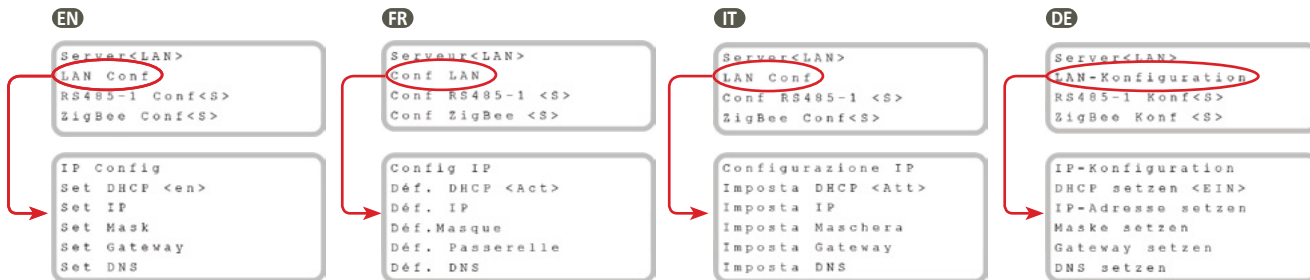 EN
Server<LAN>
LAN Conf
RS485-1 Conf<S>
ZigBee Conf<S>
IP Config
Set DHCP <en>
Set IP
Set Mask
Set Gateway
Set DNS
FR
Serveur<LAN>
Conf LAN
Conf RS485-1 <S>
Conf ZigBee <S>
Config IP
Déf. DHCP <Act>
Déf. IP
Déf.Masque
Déf. Passerelle
Déf. DNS
IT
Server<LAN>
LAN Conf
Conf RS485-1 <S>
ZigBee Conf<S>
Configurazione IP
Imposta DHCP <Att>
Imposta IP
Imposta Maschera
Imposta Gateway
Imposta DNS
DE
Server<LAN>
LAN-Konfiguration
RS485-1 Konf<S>
ZigBee Konf <S>
IP-Konfiguration
DHCP setzen <EIN>
IP-Adresse setzen
Maske setzen
Gateway setzen
DNS setzen